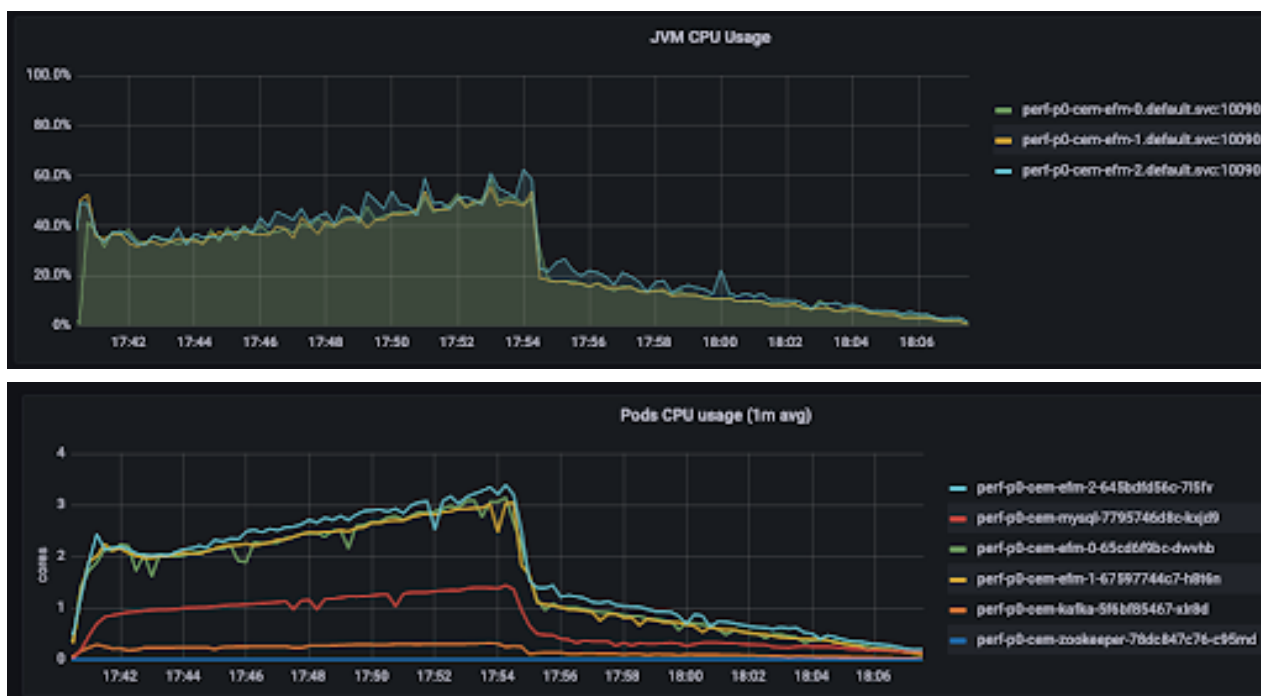 JVM CPU Usage
100.0%
80.0%
60.0%
40.0%
20.0%
0%
17:42 17:44 17:46 17:48 17:50 17:52 17:54 17:56 17:58 18:00 18:02 18:04 18:06
perf-p0-cem-efm-0.default.svc:10090
perf-p0-cem-efm-1.default.svc:10090
perf-p0-cem-efm-2.default.svc:10090
Pods CPU usage (1m avg)
4
3
2
1
0
cores
17:42 17:44 17:46 17:48 17:50 17:52 17:54 17:56 17:58 18:00 18:02 18:04 18:06
perf-p0-cem-efm-2-645bdfd56c-7l5fv
perf-p0-cem-mysql-7795746d8c-kxjd9
perf-p0-cem-efm-0-65cd6f9bc-dwvhb
perf-p0-cem-efm-1-67597744c7-h8t6n
perf-p0-cem-kafka-5f6bf85467-xlr8d
perf-p0-cem-zookeeper-78dc847c76-c95md